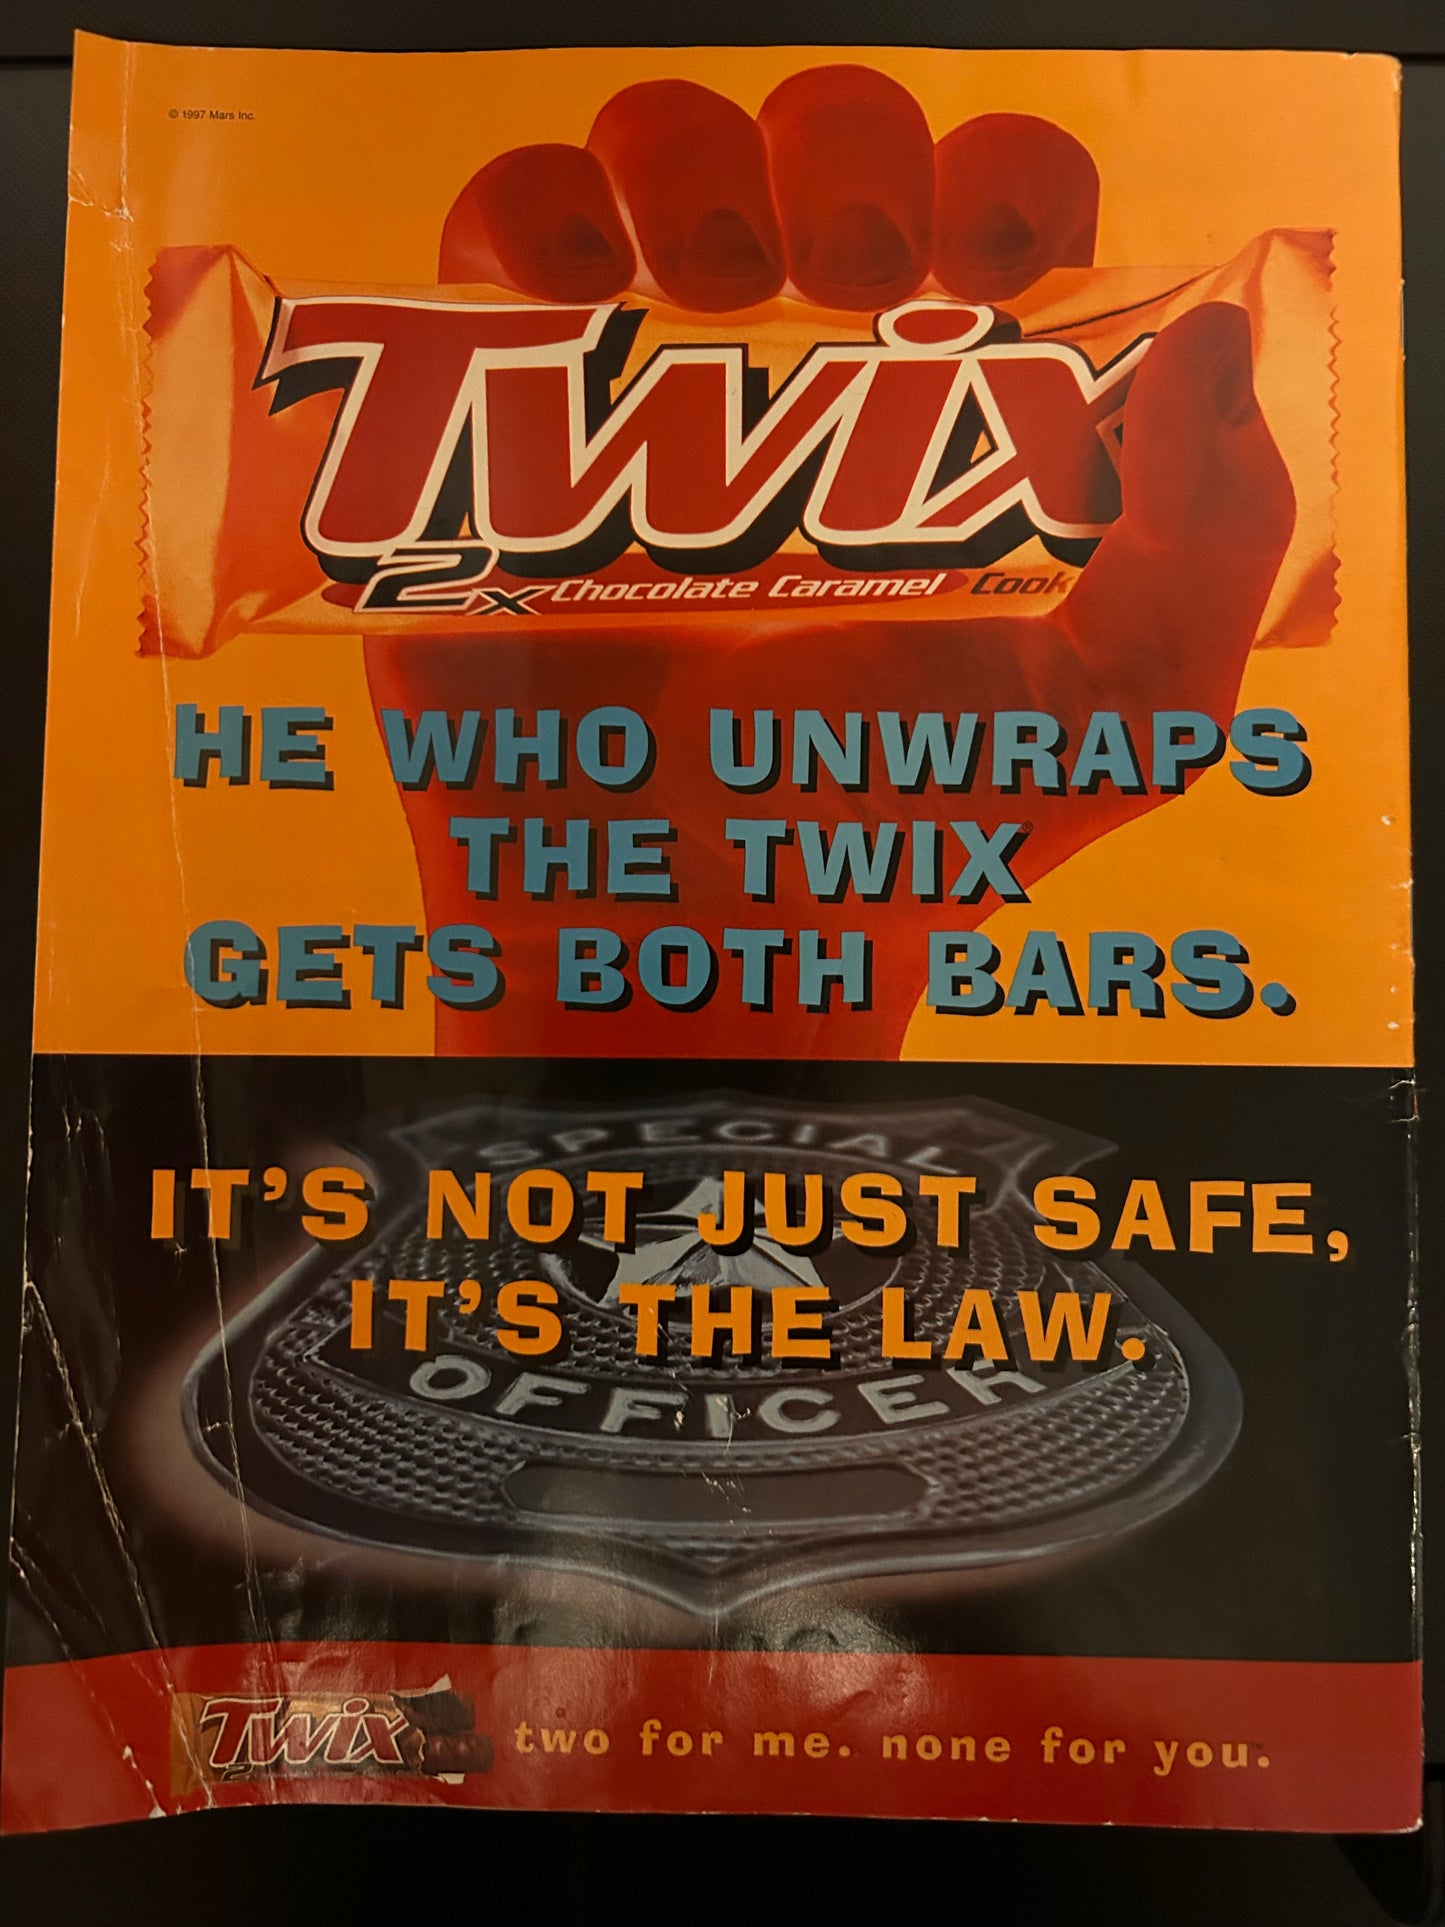 © 1997 Mars Inc.
Twix
2x Chocolate Caramel Cook
HE WHO UNWRAPS
THE TWIX®
GETS BOTH BARS.
SPECIAL
IT'S NOT JUST SAFE,
IT'S THE LAW.
OFFICER
Twix
two for me. none for you.